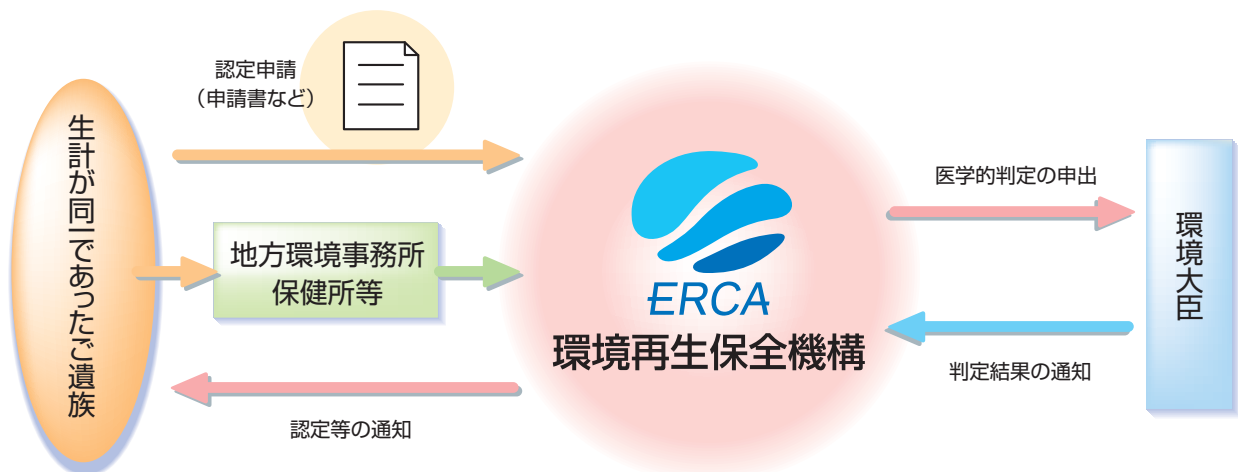 生計が同一であったご遺族
認定申請
（申請書など）
地方環境事務所
保健所等
認定等の通知
ERCA
環境再生保全機構
医学的判定の申出
判定結果の通知
環境大臣